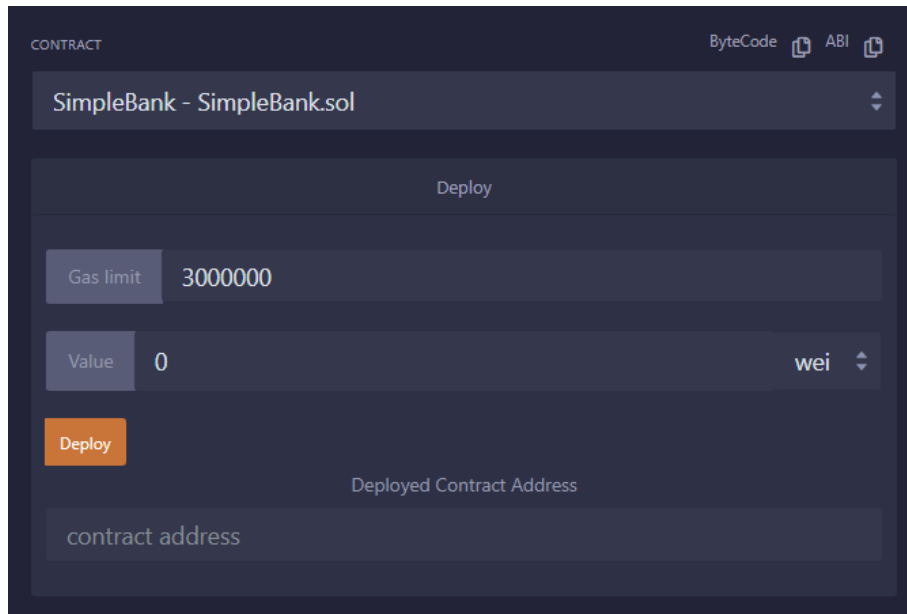 CONTRACT ByteCode ABI
SimpleBank - SimpleBank.sol
Deploy
Gas limit 3000000
Value 0 wei
Deploy
Deployed Contract Address
contract address